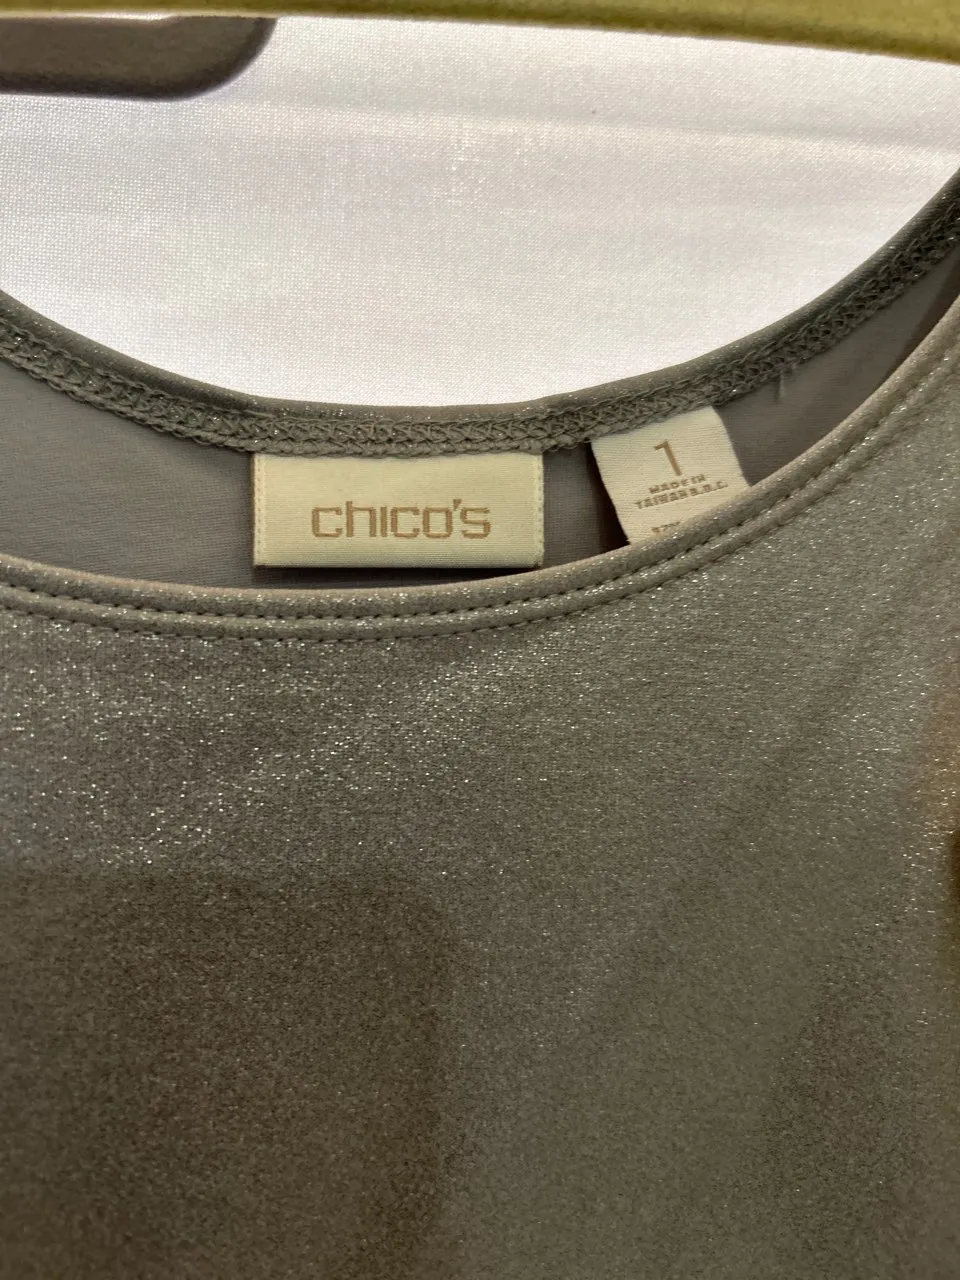 chico's
1
MADE IN
TAIWAN R.O.C.